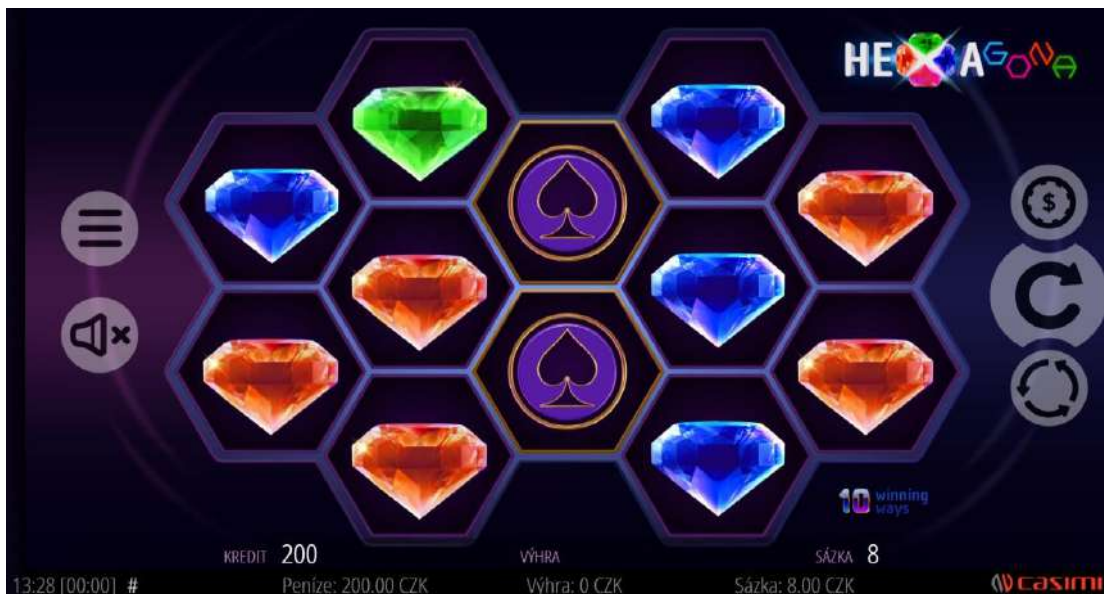 HEXAGONA
$
10 winning
ways
KREDIT 200
VÝHRA
SÁZKA 8
13:28 [00:00] #
Peníze: 200.00 CZK
Výhra: 0 CZK
Sázka: 8.00 CZK
casimi